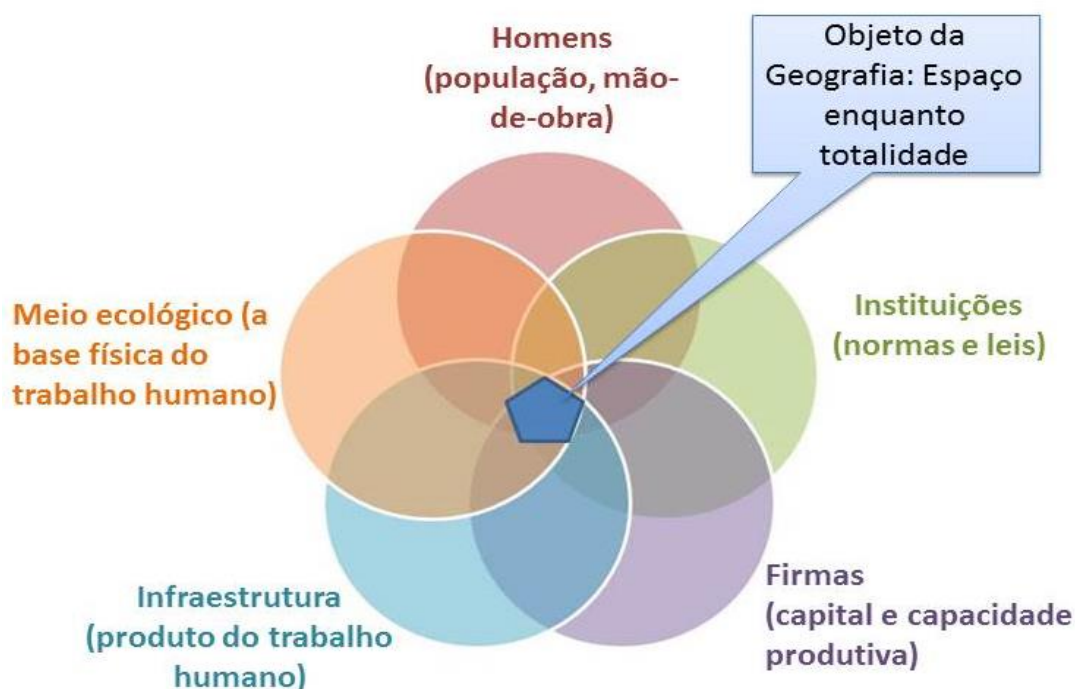 Homens
(população, mão-
de-obra)
Objeto da
Geografia: Espaço
enquanto
totalidade
Meio ecológico (a
base física do
trabalho humano)
Instituições
(normas e leis)
Infraestrutura
(produto do trabalho
humano)
Firmas
(capital e capacidade
produtiva)